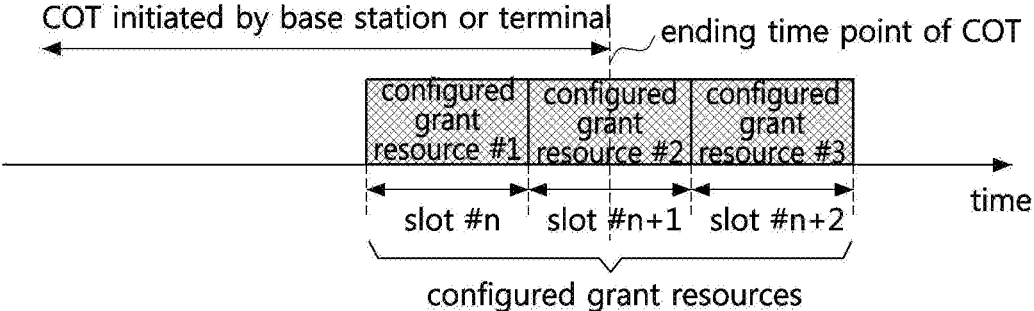 COT initiated by base station or terminal
ending time point of COT
configured grant resource #1
configured grant resource #2
configured grant resource #3
time
slot #n
slot #n+1
slot #n+2
configured grant resources